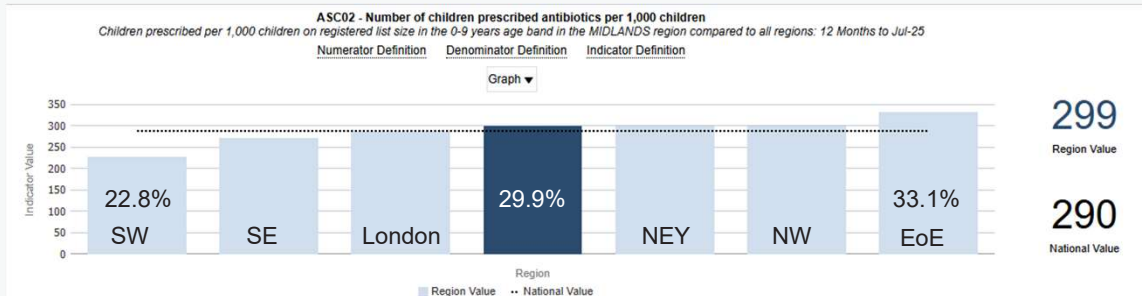 ASC02 - Number of children prescribed antibiotics per 1,000 children
Children prescribed per 1,000 children on registered list size in the 0-9 years age band in the MIDLANDS region compared to all regions: 12 Months to Jul-25
Numerator Definition Denominator Definition Indicator Definition
Graph ▼
350
300
250
200
150
100
50
0
Indicator Value
22.8% 29.9% 33.1%
SW SE London NEY NW EoE
Region
Region Value National Value
299
Region Value
290
National Value